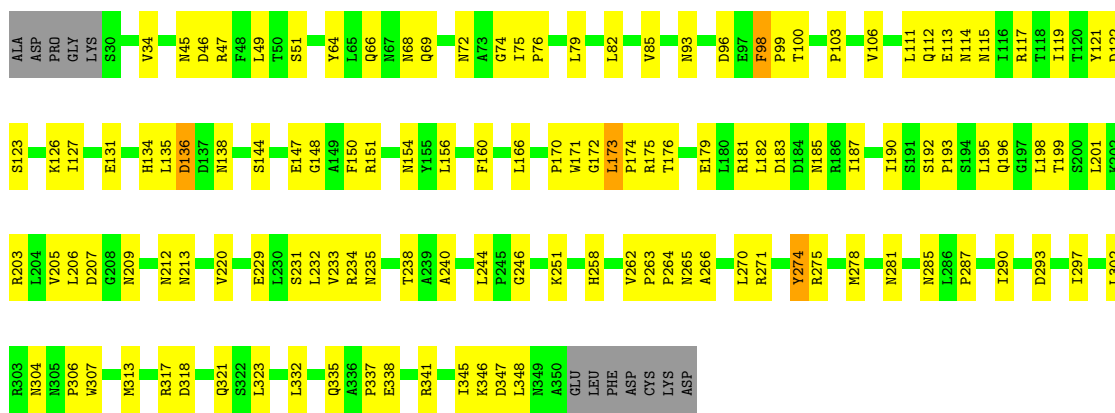 ALA ASP PRO GLY LYS S30 V34 N45 D46 R47 F48 L49 T50 S51 Y64 L65 Q66 N67 N68 Q69 N72 A73 G74 I75 P76 L79 L82 V85 N93 D96 E97 F98 P99 T100 P103 V106 L111 Q112 E113 N114 N115 I116 R117 T118 I119 T120 Y121 D122
S123 K126 I127 E131 H134 L135 D136 D137 N138 S144 E147 G148 A149 F150 R151 N154 Y155 L156 F160 L166 P170 W171 G172 L173 P174 R175 T176 E179 L180 R181 L182 D183 D184 N185 R186 I187 I190 S191 S192 P193 S194 L195 Q196 G197 L198 T199 S200 L201 K202
R203 L204 V205 L206 D207 G208 N209 N212 N213 V220 E229 L230 S231 L232 V233 R234 N235 T238 A239 A240 L244 P245 G246 K251 H258 V262 P263 P264 N265 A266 L270 R271 Y274 R275 M278 N281 N285 L286 P287 I290 D293 I297 L302
R303 N304 N305 P306 W307 M313 R317 D318 Q321 S322 L323 L332 Q335 A336 P337 E338 R341 I345 K346 D347 L348 N349 A350 GLU LEU PHE ASP CYS LYS ASP